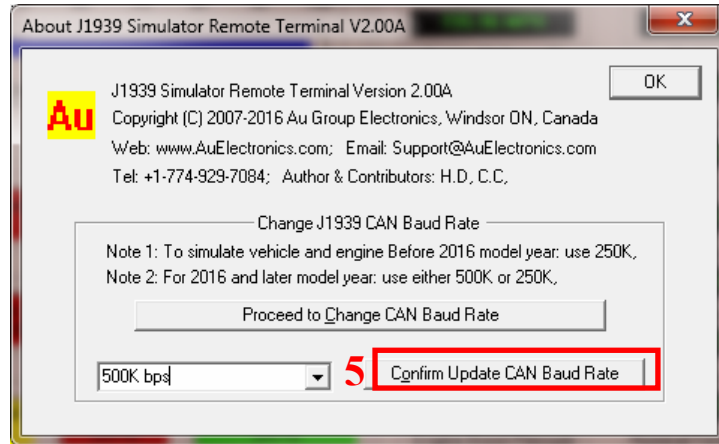 About J1939 Simulator Remote Terminal V2.00A
x
OK
Au
J1939 Simulator Remote Terminal Version 2.00A
Copyright (C) 2007-2016 Au Group Electronics, Windsor ON, Canada
Web: www.AuElectronics.com; Email: Support@AuElectronics.com
Tel: +1-774-929-7084; Author & Contributors: H.D, C.C,
Change J1939 CAN Baud Rate
Note 1: To simulate vehicle and engine Before 2016 model year: use 250K,
Note 2: For 2016 and later model year: use either 500K or 250K,
Proceed to Change CAN Baud Rate
500K bps
5
Confirm Update CAN Baud Rate